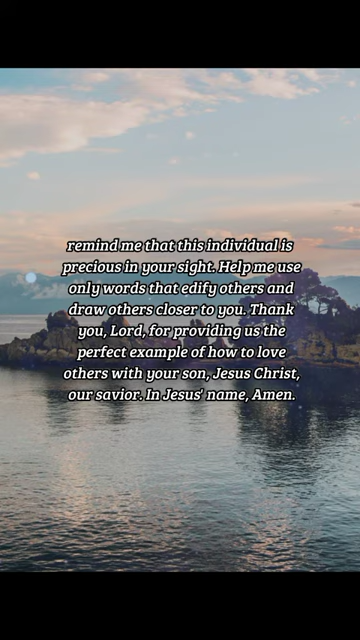 remind me that this individual is
precious in your sight. Help me use
only words that edify others and
draw others closer to you. Thank
you, Lord, for providing us the
perfect example of how to love
others with your son, Jesus Christ,
our savior. In Jesus' name, Amen.